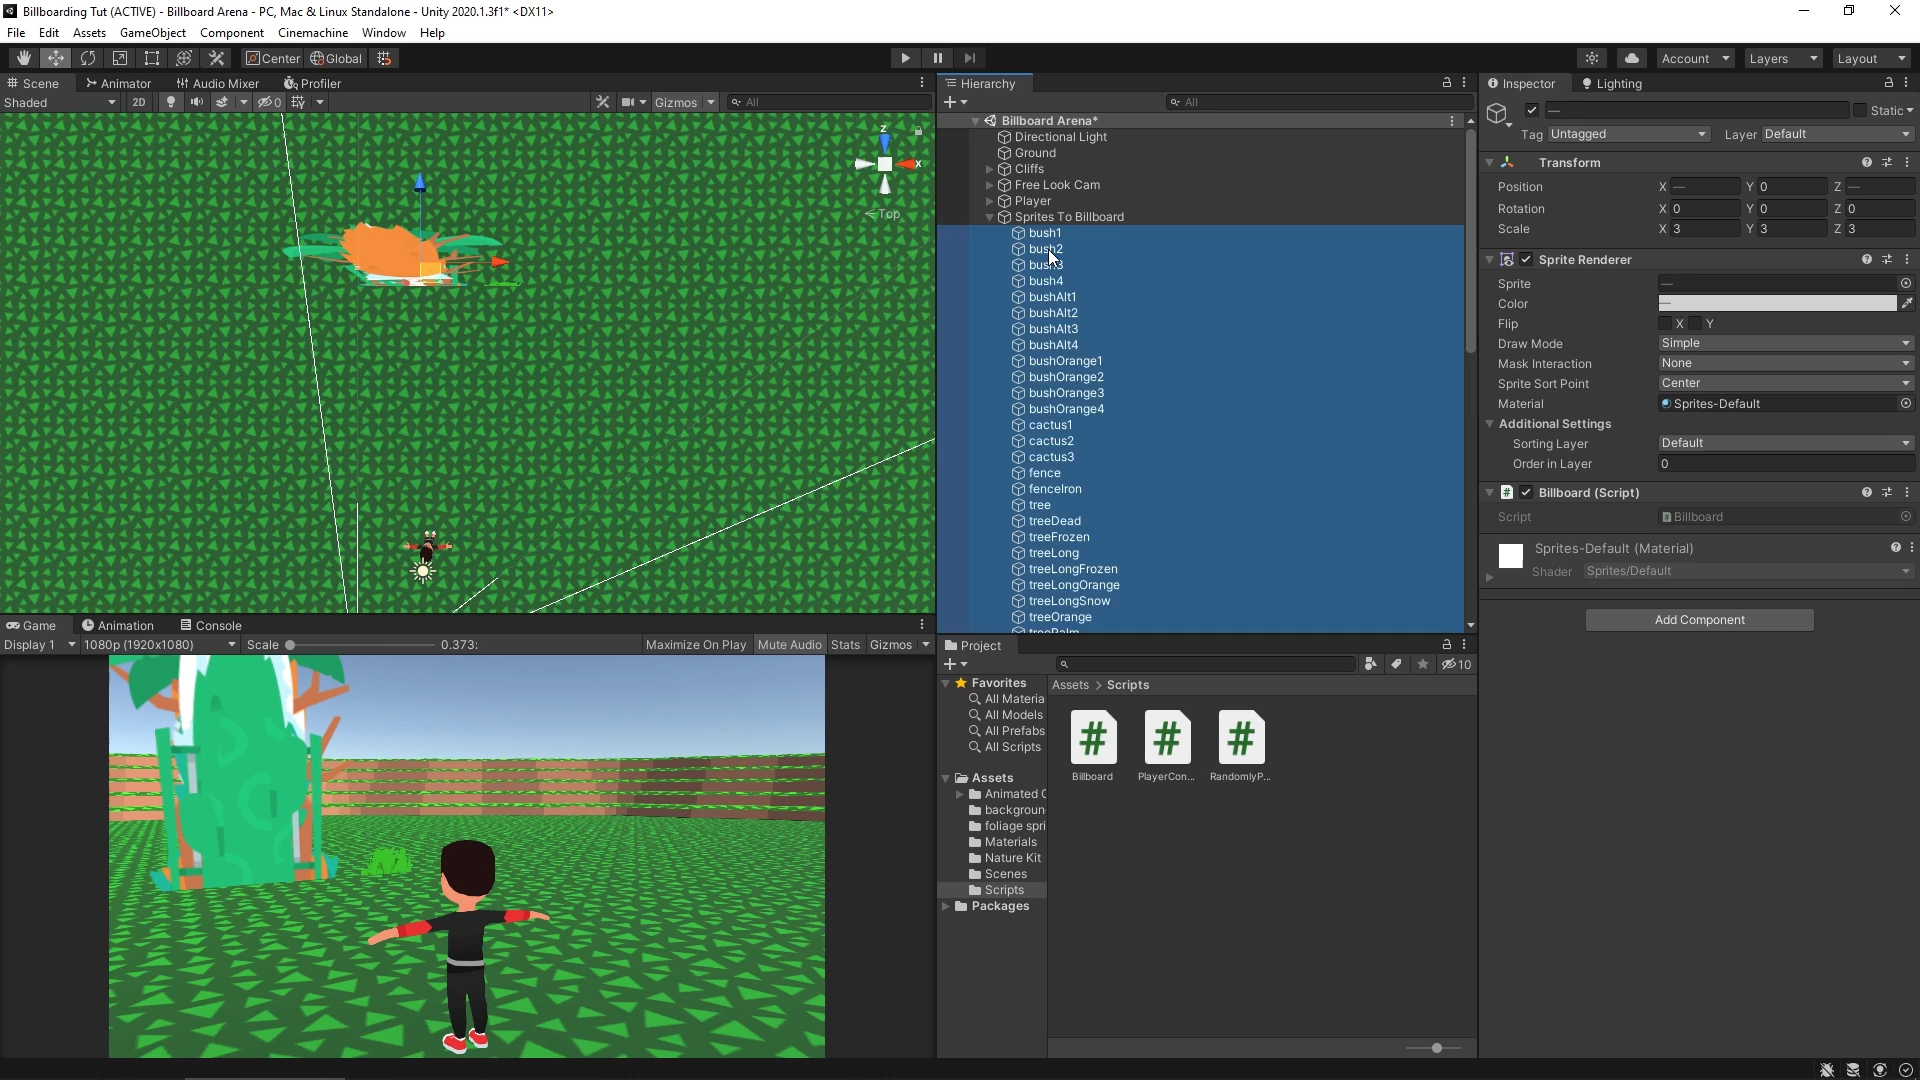 Billboarding Tut (ACTIVE) - Billboard Arena - PC, Mac & Linux Standalone - Unity 2020.1.3f1* <DX11>
File Edit Assets GameObject Component Cinemachine Window Help
Center Global Account Layers Layout
Scene Animator Audio Mixer Profiler
Shaded 2D 0 Gizmos All
z
x
< Top
Game Animation Console
Display 1 1080p (1920x1080) Scale 0.373: Maximize On Play Mute Audio Stats Gizmos
Hierarchy
+ All
Billboard Arena*
Directional Light
Ground
Cliffs
Free Look Cam
Player
Sprites To Billboard
bush1
bush2
bush3
bush4
bushAlt1
bushAlt2
bushAlt3
bushAlt4
bushOrange1
bushOrange2
bushOrange3
bushOrange4
cactus1
cactus2
cactus3
fence
fenceIron
tree
treeDead
treeFrozen
treeLong
treeLongFrozen
treeLongOrange
treeLongSnow
treeOrange
treePalm
Project
+ 10
Favorites
All Materia
All Models
All Prefabs
All Scripts
Assets
Animated C
backgroun
foliage spri
Materials
Nature Kit
Scenes
Scripts
Packages
Assets > Scripts
# # #
Billboard PlayerCon... RandomlyP...
Inspector Lighting
— Static
Tag Untagged Layer Default
Transform
Position X — Y 0 Z —
Rotation X 0 Y 0 Z 0
Scale X 3 Y 3 Z 3
Sprite Renderer
Sprite —
Color —
Flip X Y
Draw Mode Simple
Mask Interaction None
Sprite Sort Point Center
Material Sprites-Default
Additional Settings
Sorting Layer Default
Order in Layer 0
# Billboard (Script)
Script Billboard
Sprites-Default (Material)
Shader Sprites/Default
Add Component